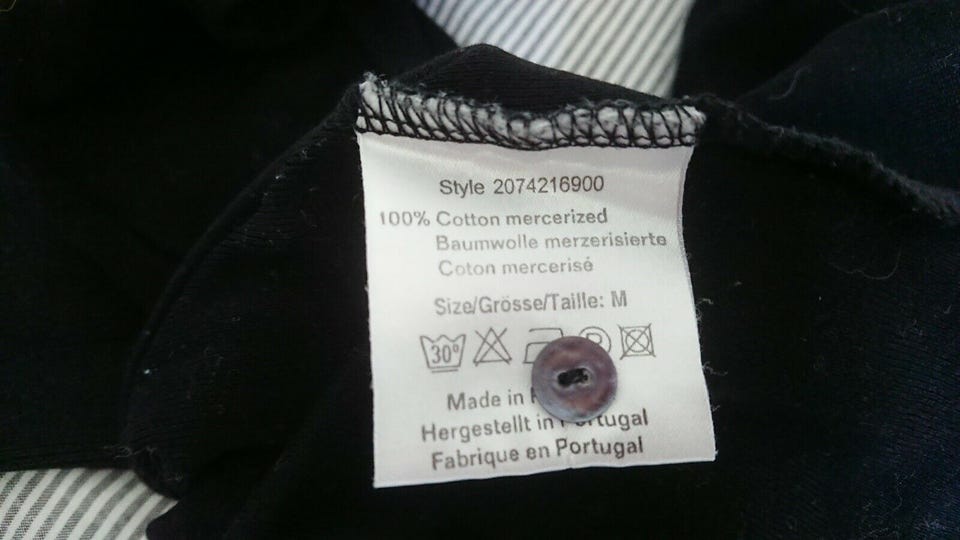 Style 2074216900
100% Cotton mercerized
Baumwolle merzerisierte
Coton mercerisé
Size/Grösse/Taille: M
30° P
Made in
Hergestellt in Portugal
Fabrique en Portugal